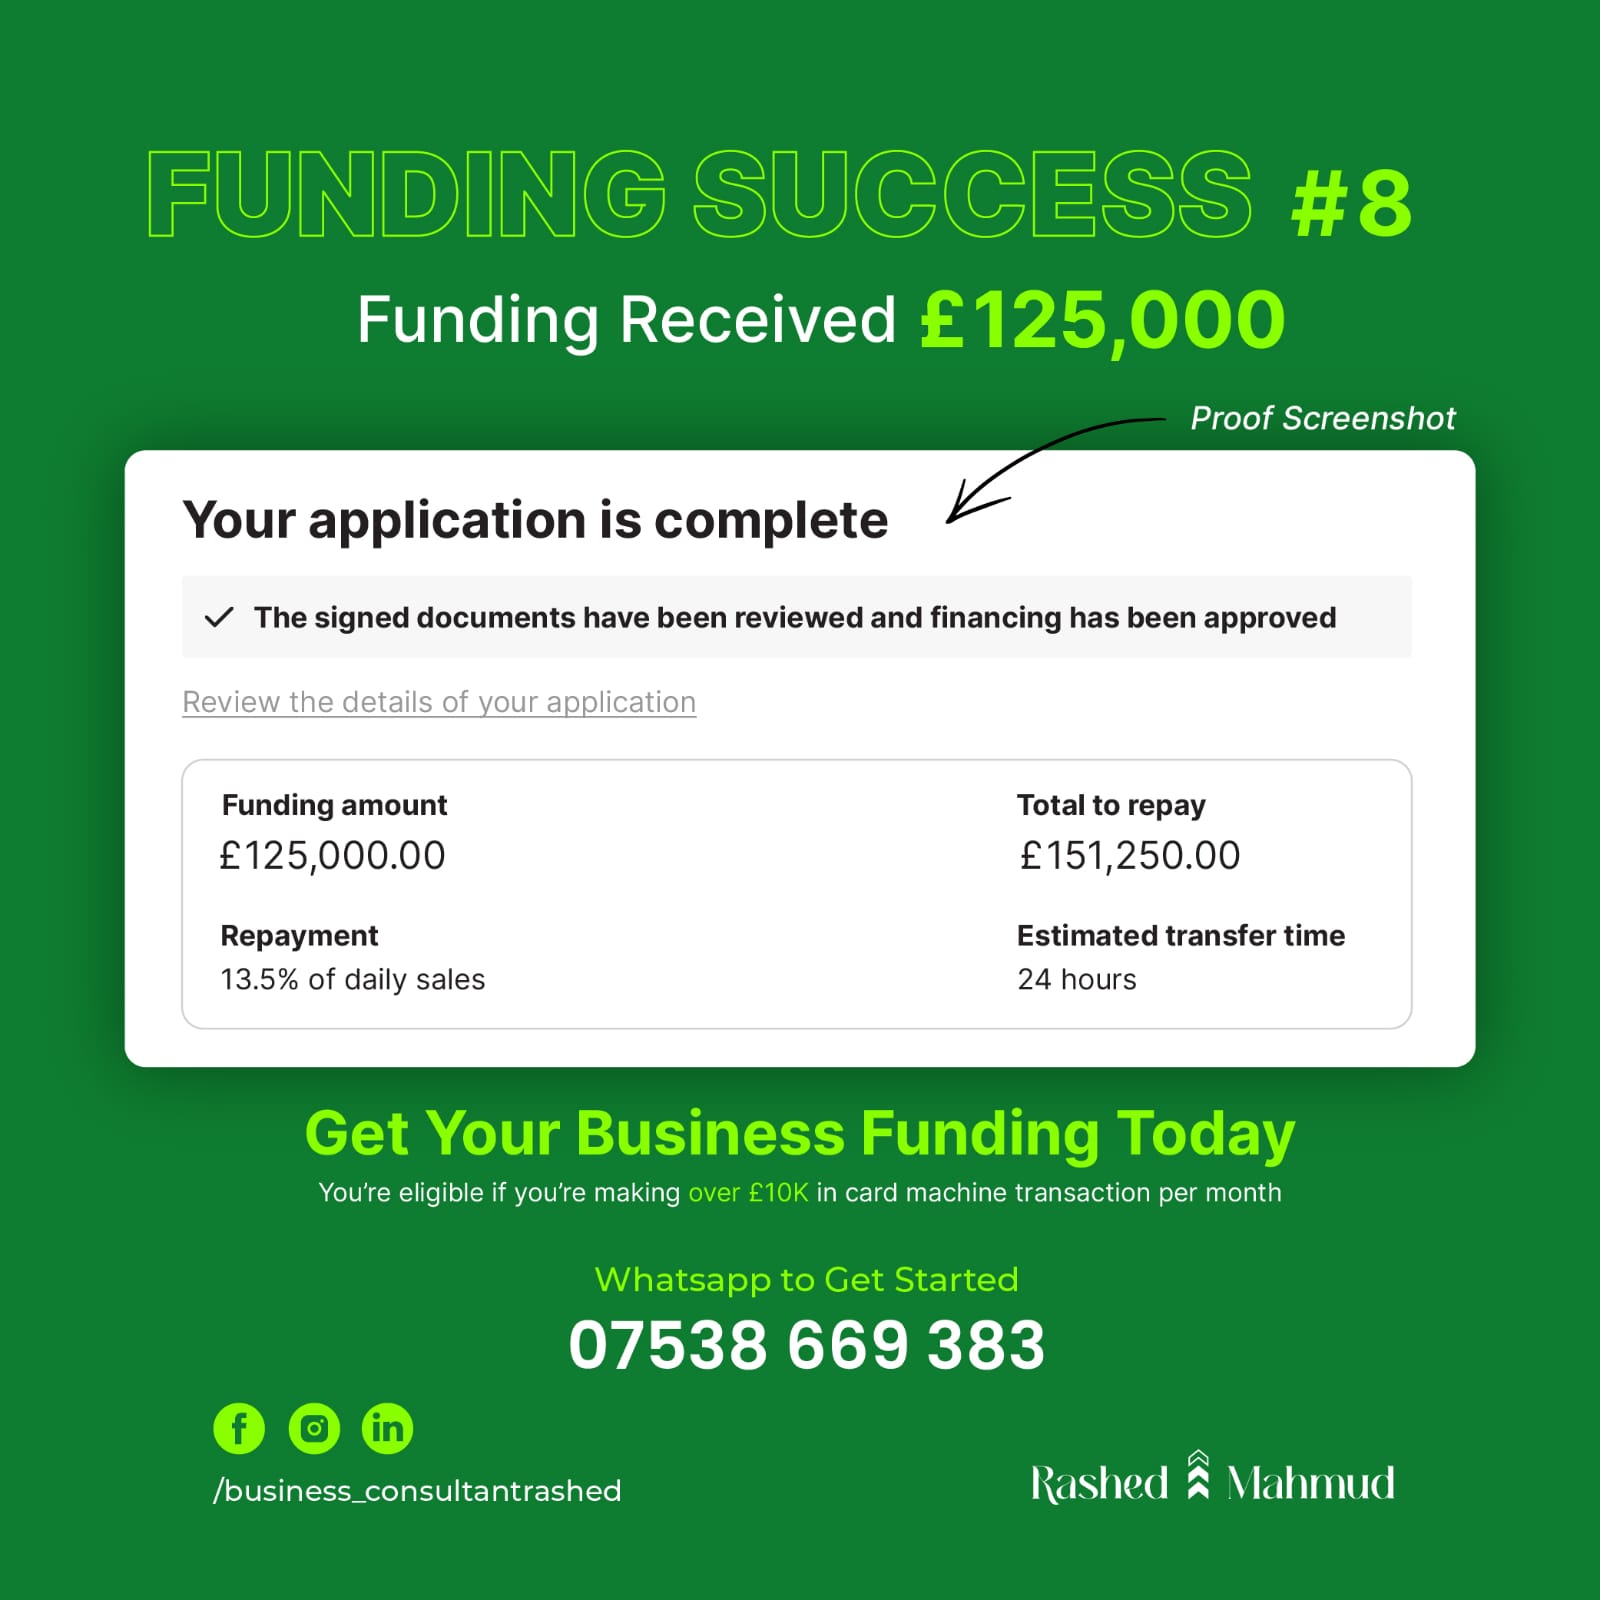 FUNDING SUCCESS #8
Funding Received £125,000
Proof Screenshot
Your application is complete
The signed documents have been reviewed and financing has been approved
Review the details of your application
Funding amount
£125,000.00
Total to repay
£151,250.00
Repayment
13.5% of daily sales
Estimated transfer time
24 hours
Get Your Business Funding Today
You’re eligible if you’re making over £10K in card machine transaction per month
Whatsapp to Get Started
07538 669 383
/business_consultantrashed
Rashed Mahmud